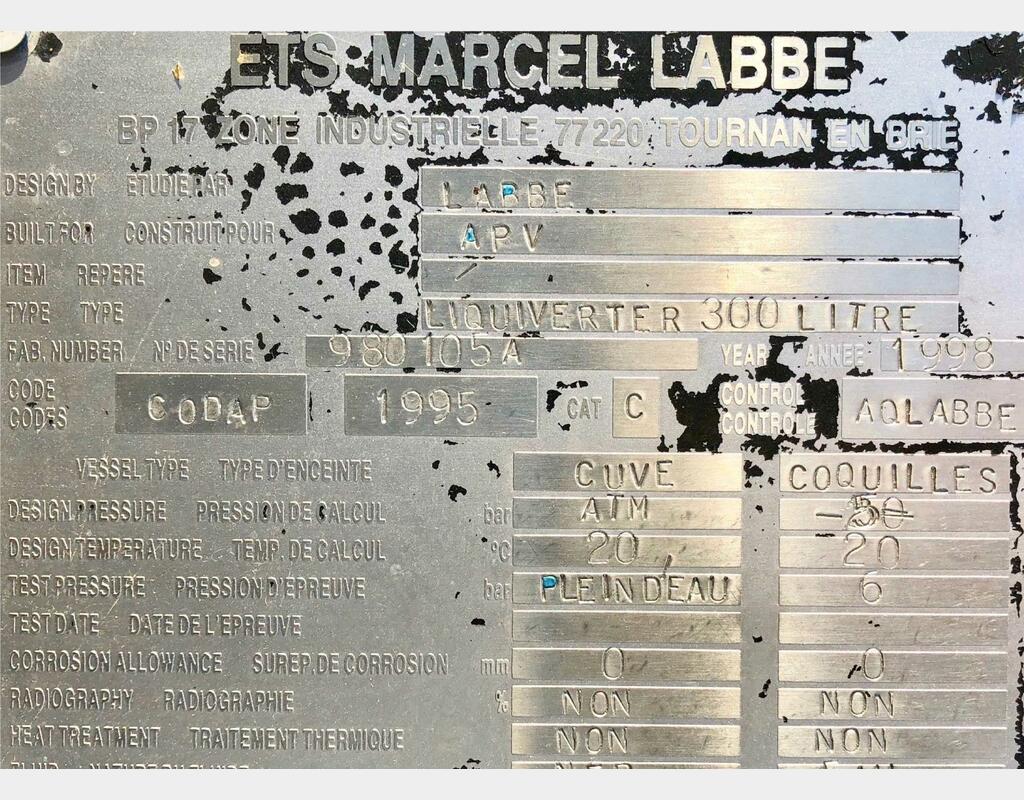 ETS MARCEL LABBE
BP 17 ZONE INDUSTRIELLE 77220 TOURNAN EN BRIE
DESIGN BY ETUDIE PAR LABBE
BUILT FOR CONSTRUIT POUR APV
ITEM REPERE /
TYPE TYPE LIQUIVERTER 300 LITRE
FAB. NUMBER Nº DE SERIE 980105A YEAR ANNEE 1998
CODE CODES CODAP 1995 CAT C CONTROL CONTROLE AQLABBE
VESSEL TYPE TYPE D'ENCEINTE CUVE COQUILLES
DESIGN PRESSURE PRESSION DE CALCUL bar ATM
DESIGN TEMPERATURE TEMP. DE CALCUL ºC 20 20
TEST PRESSURE PRESSION D'EPREUVE bar PLEIN D'EAU 6
TEST DATE DATE DE L'EPREUVE
CORROSION ALLOWANCE SUREP. DE CORROSION mm 0 0
RADIOGRAPHY RADIOGRAPHIE % NON NON
HEAT TREATMENT TRAITEMENT THERMIQUE NON NON